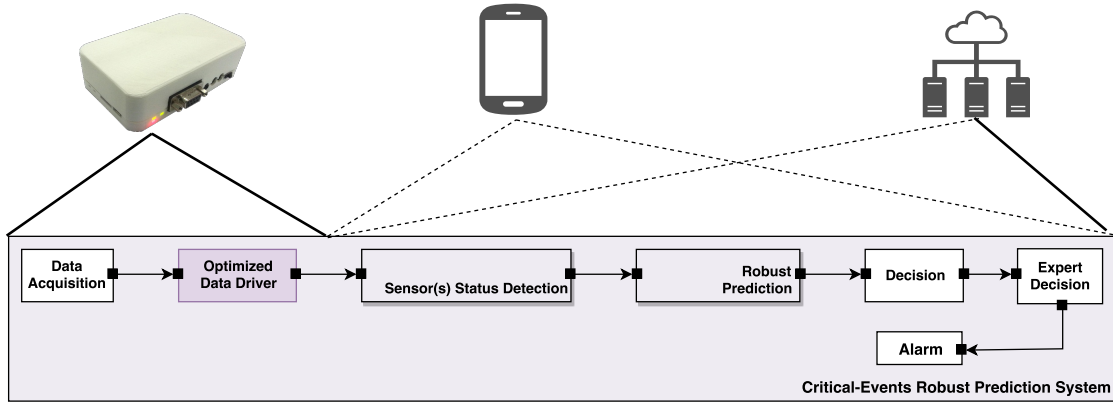 Data
Acquisition
Optimized
Data Driver
Sensor(s) Status Detection
Robust
Prediction
Decision
Expert
Decision
Alarm
Critical-Events Robust Prediction System